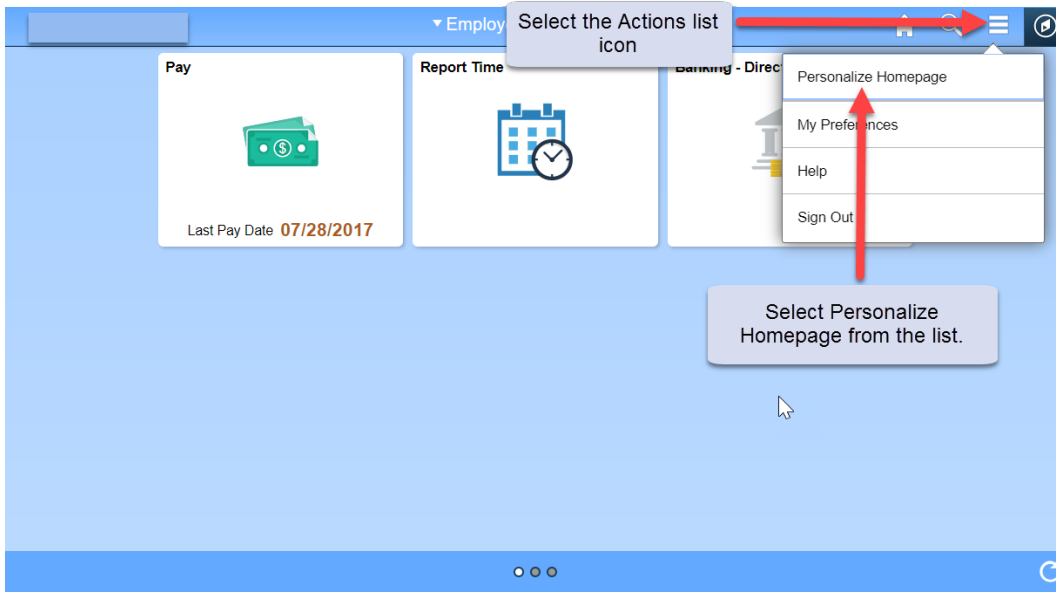 Employ
Select the Actions list
icon
Pay
Report Time
Banking - Direc
Personalize Homepage
My Preferences
Help
Sign Out
Last Pay Date 07/28/2017
Select Personalize
Homepage from the list.